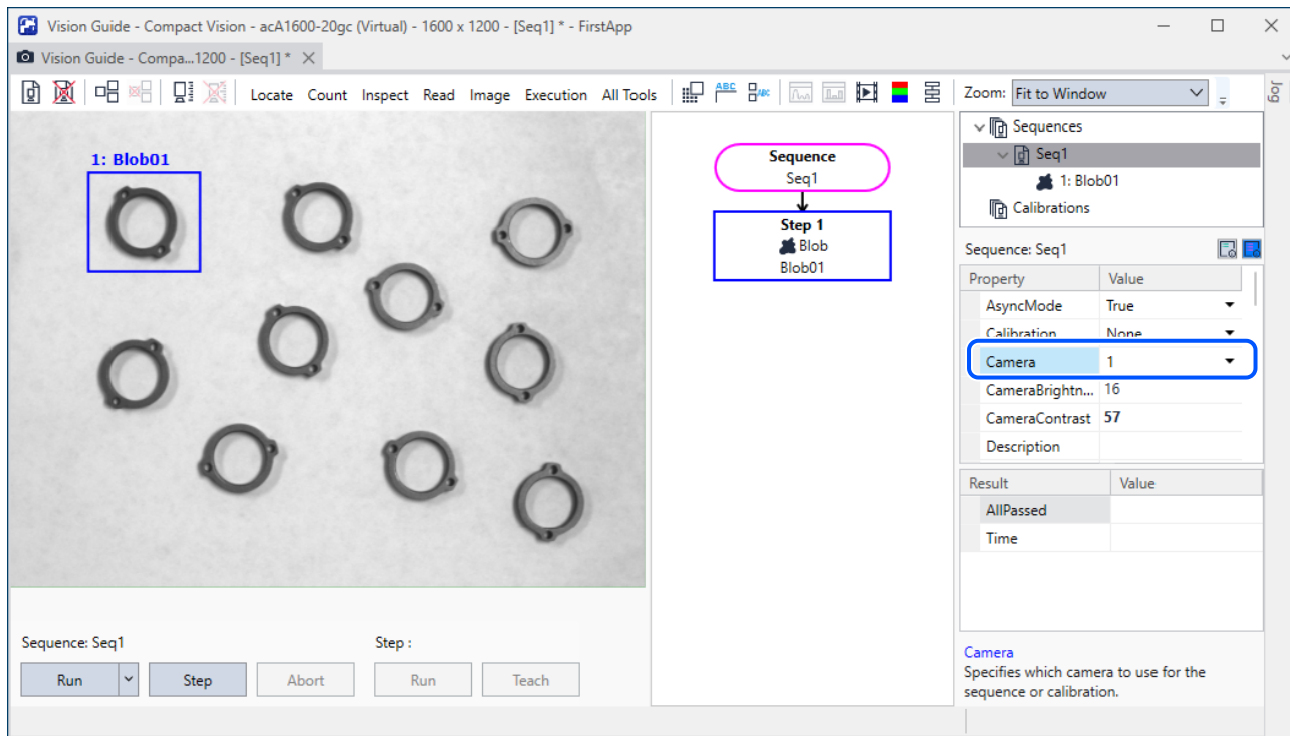 Vision Guide - Compact Vision - acA1600-20gc (Virtual) - 1600 x 1200 - [Seq1] * - FirstApp
Vision Guide - Compa...1200 - [Seq1] *
Locate Count Inspect Read Image Execution All Tools
ABC
ABC
Zoom: Fit to Window
Jog
1: Blob01
Sequence
Seq1
Step 1
Blob
Blob01
Sequences
Seq1
1: Blob01
Calibrations
Sequence: Seq1
Property Value
AsyncMode True
Calibration None
Camera 1
CameraBrightn... 16
CameraContrast 57
Description
Result Value
AllPassed
Time
Sequence: Seq1 Step :
Run Step Abort Run Teach
Camera
Specifies which camera to use for the
sequence or calibration.